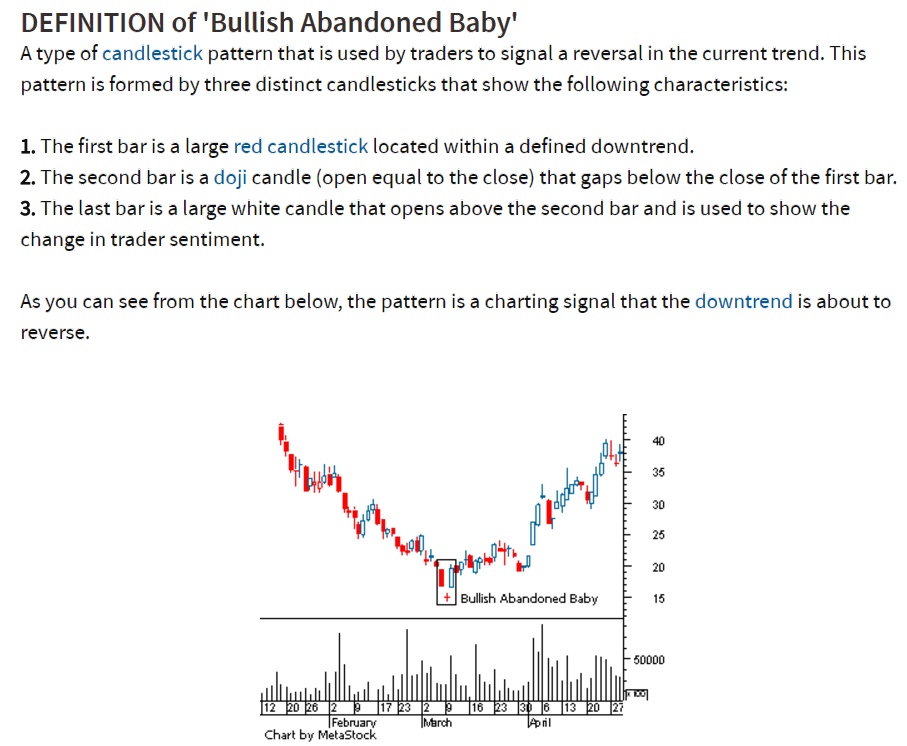 DEFINITION of 'Bullish Abandoned Baby'
A type of candlestick pattern that is used by traders to signal a reversal in the current trend. This
pattern is formed by three distinct candlesticks that show the following characteristics:
1. The first bar is a large red candlestick located within a defined downtrend.
2. The second bar is a doji candle (open equal to the close) that gaps below the close of the first bar.
3. The last bar is a large white candle that opens above the second bar and is used to show the
change in trader sentiment.
As you can see from the chart below, the pattern is a charting signal that the downtrend is about to
reverse.
40
35
30
25
20
15
Bullish Abandoned Baby
50000
x100
12 20 26 2 9 17 23 2 9 16 23 30 6 13 20 27
February March April
Chart by MetaStock